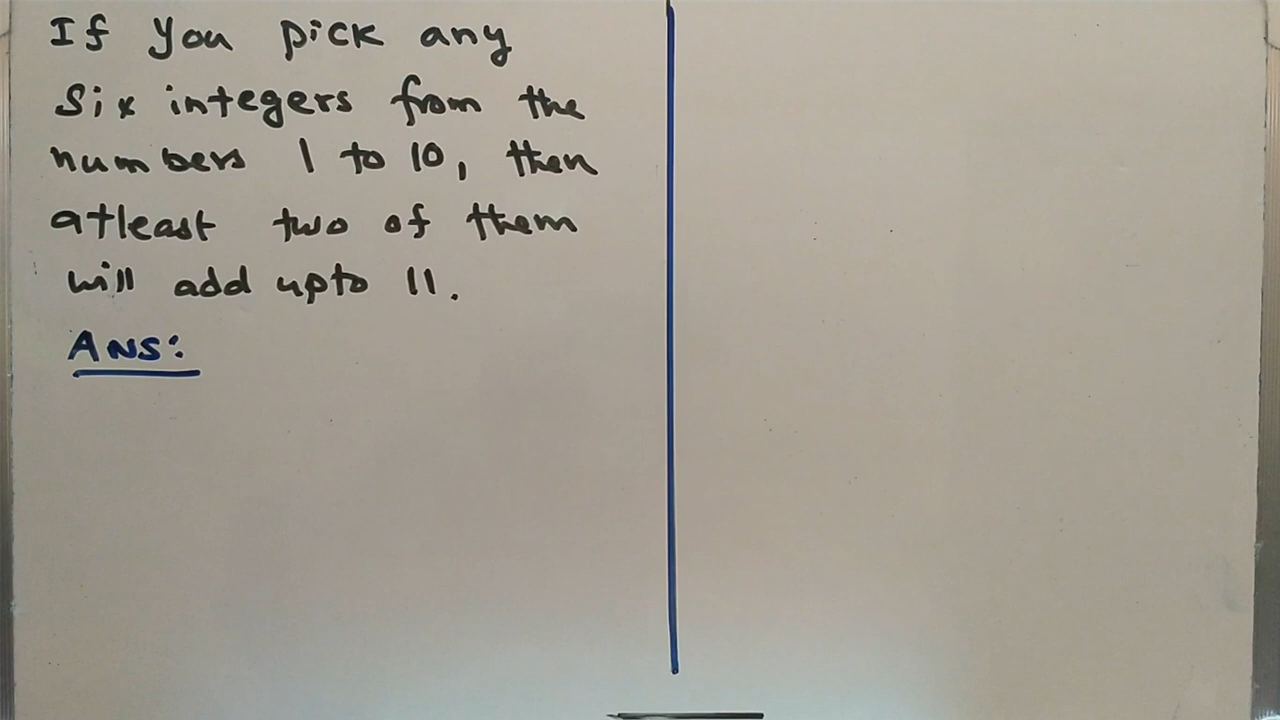 If you pick any
Six integers from the
numbers 1 to 10, then
atleast two of them
will add upto 11.
Ans: